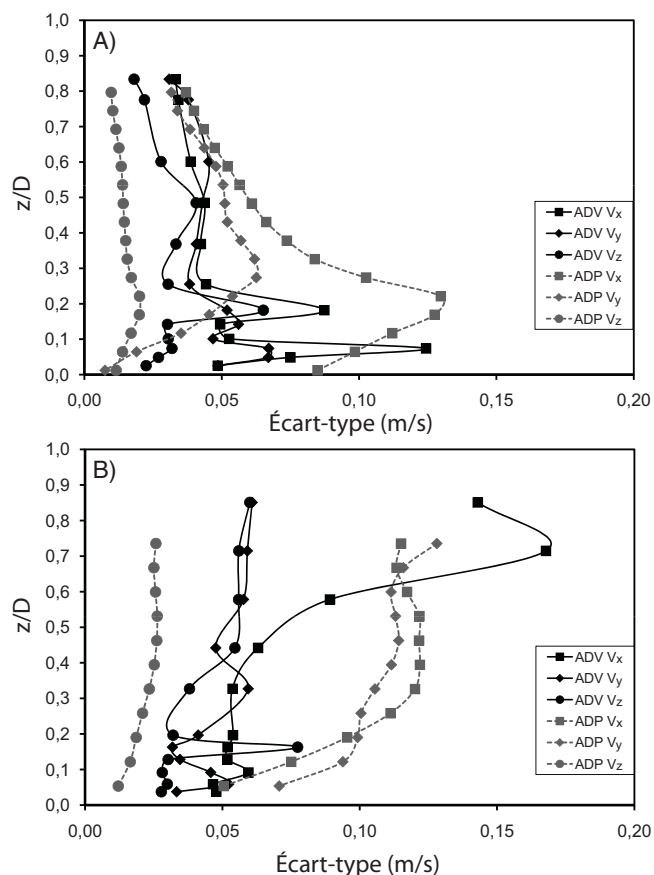 A)
1,0
0,9
0,8
0,7
0,6
0,5
0,4
0,3
0,2
0,1
0,0
z/D
ADV Vx
ADV Vy
ADV Vz
ADP Vx
ADP Vy
ADP Vz
0,00 0,05 0,10 0,15 0,20
Écart-type (m/s)
B)
1,0
0,9
0,8
0,7
0,6
0,5
0,4
0,3
0,2
0,1
0,0
z/D
ADV Vx
ADV Vy
ADV Vz
ADP Vx
ADP Vy
ADP Vz
0,00 0,05 0,10 0,15 0,20
Écart-type (m/s)